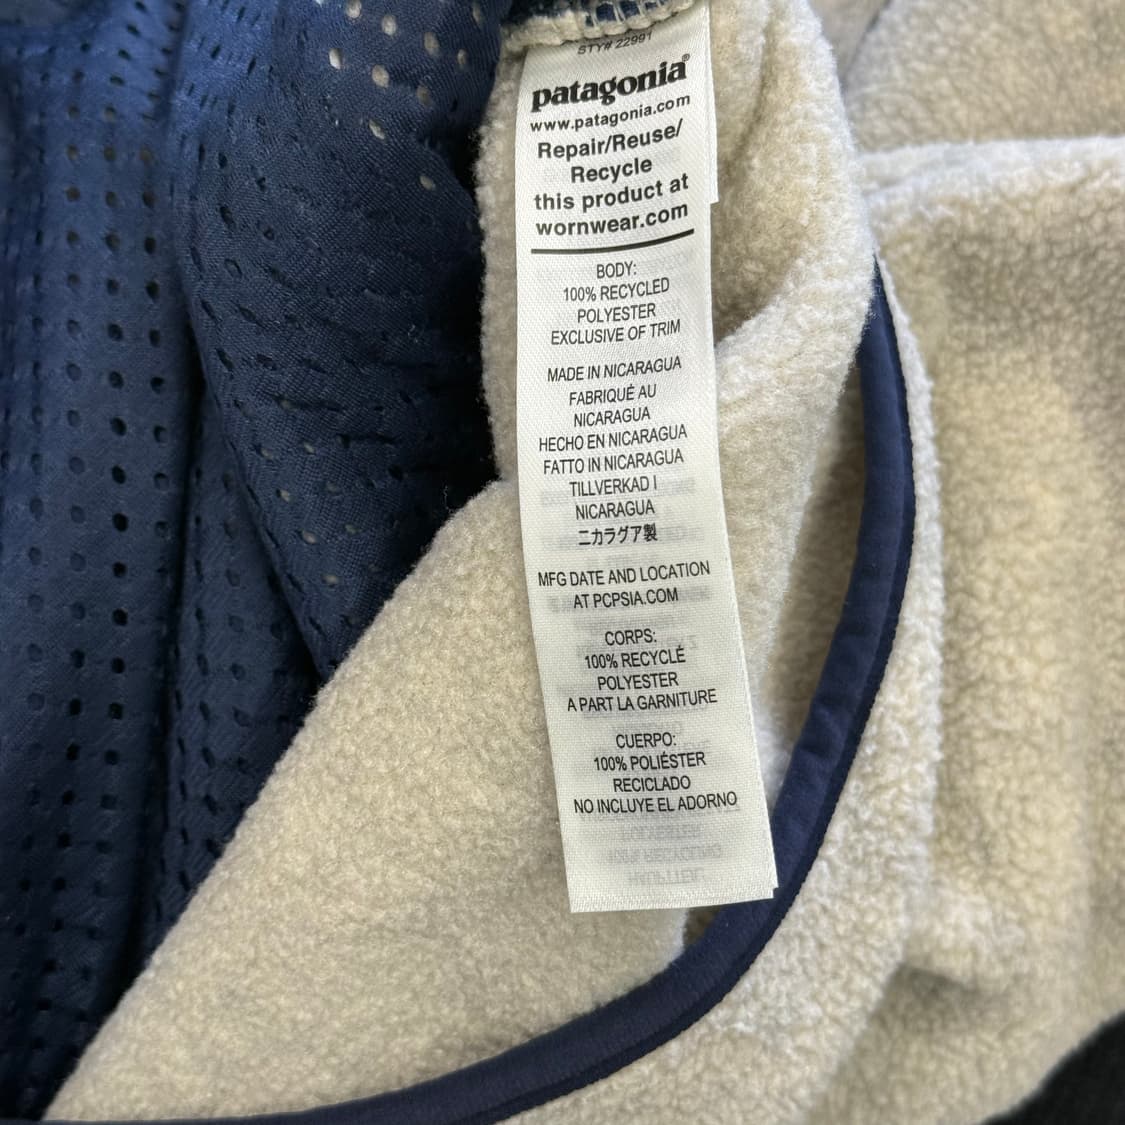 STY# 22991
patagonia®
www.patagonia.com
Repair/Reuse/
Recycle
this product at
wornwear.com
BODY:
100% RECYCLED
POLYESTER
EXCLUSIVE OF TRIM
MADE IN NICARAGUA
FABRIQUÉ AU
NICARAGUA
HECHO EN NICARAGUA
FATTO IN NICARAGUA
TILLVERKAD I
NICARAGUA
ニカラグア製
MFG DATE AND LOCATION
AT PCPSIA.COM
CORPS:
100% RECYCLÉ
POLYESTER
A PART LA GARNITURE
CUERPO:
100% POLIÉSTER
RECICLADO
NO INCLUYE EL ADORNO